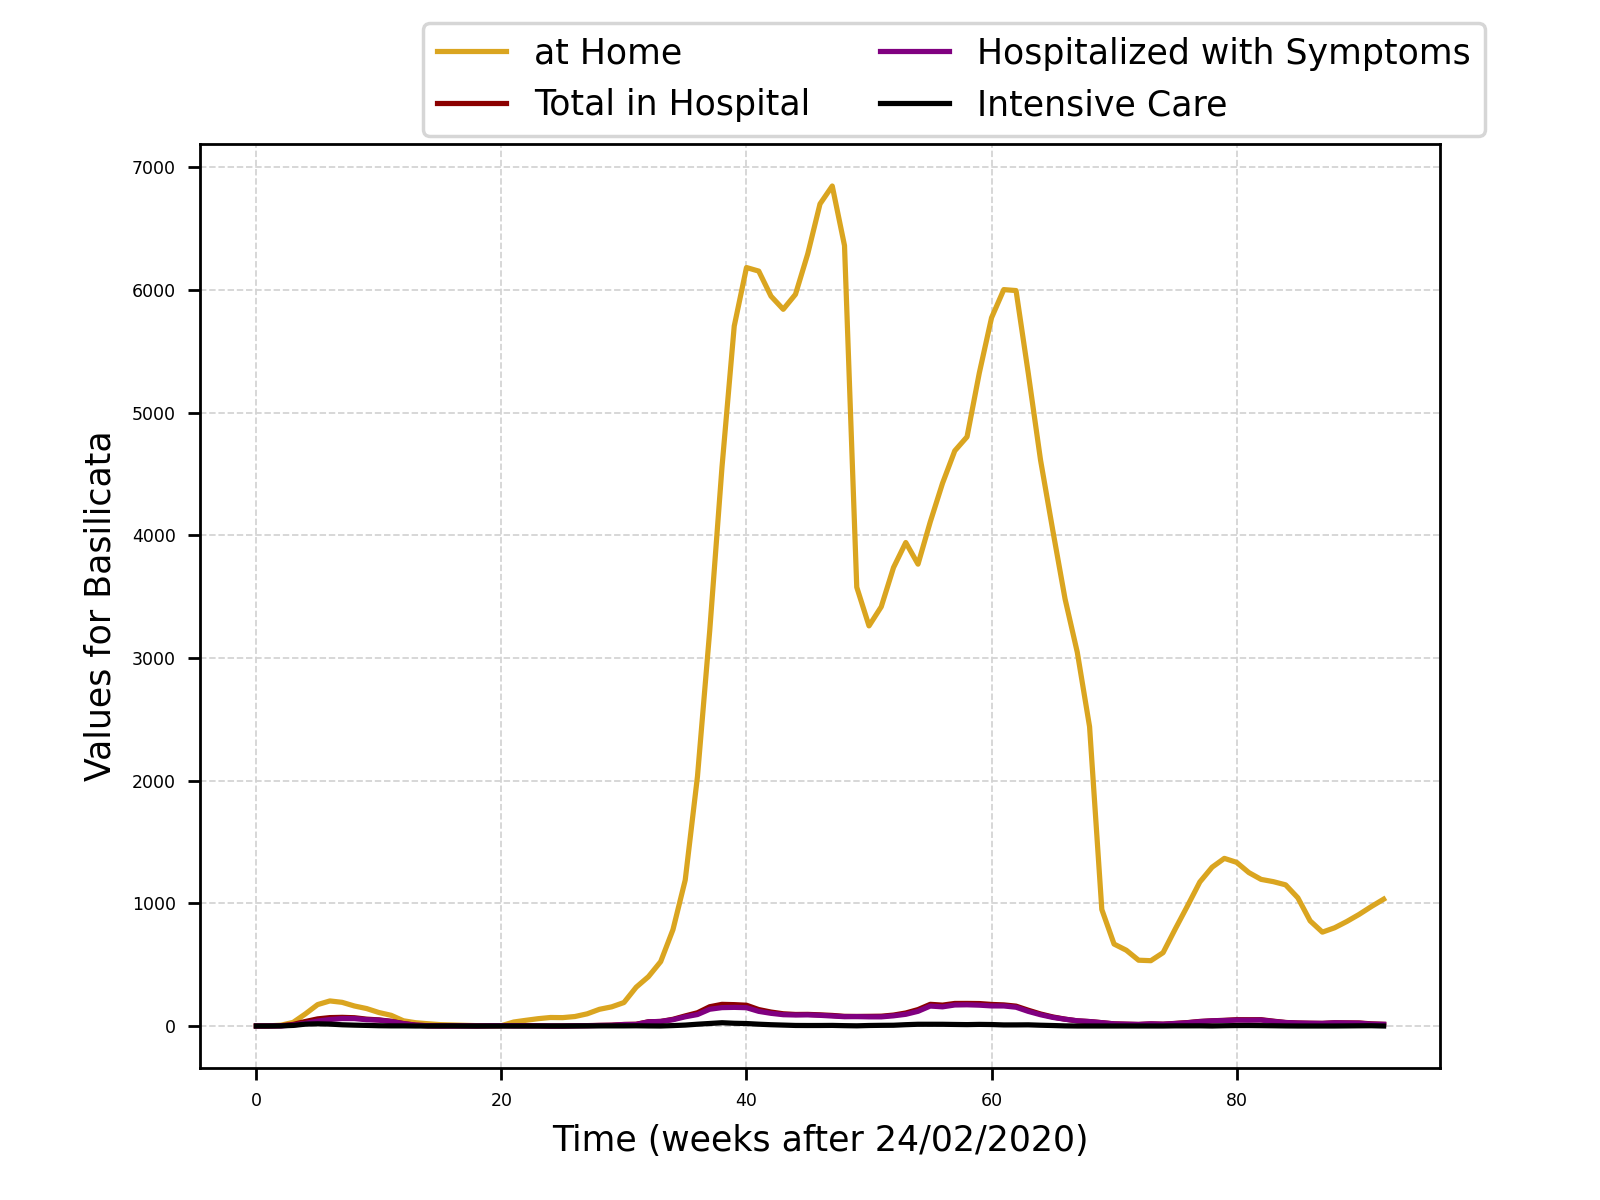 at Home
Total in Hospital
Hospitalized with Symptoms
Intensive Care
Values for Basilicata
7000
6000
5000
4000
3000
2000
1000
0
0 20 40 60 80
Time (weeks after 24/02/2020)